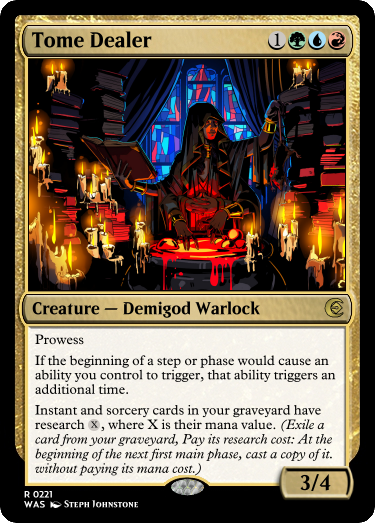 Tome Dealer 1
Creature — Demigod Warlock
Prowess
If the beginning of a step or phase would cause an
ability you control to trigger, that ability triggers an
additional time.
Instant and sorcery cards in your graveyard have
research X, where X is their mana value. (Exile a
card from your graveyard, Pay its research cost: At the
beginning of the next first main phase, cast a copy of it.
without paying its mana cost.)
3/4
R 0221
WAS Steph Johnstone